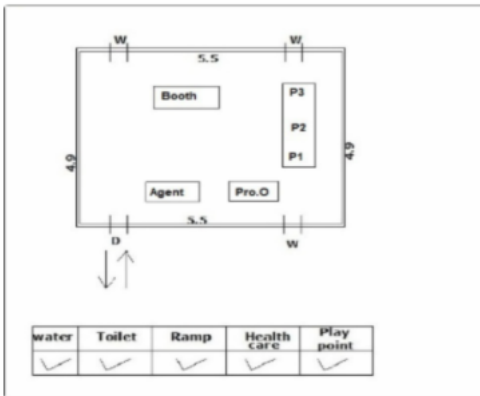 W W
5.5
Booth
P3
P2
P1
4.9
4.9
Agent Pro.O
5.5
D W
water Toilet Ramp Health care Play point